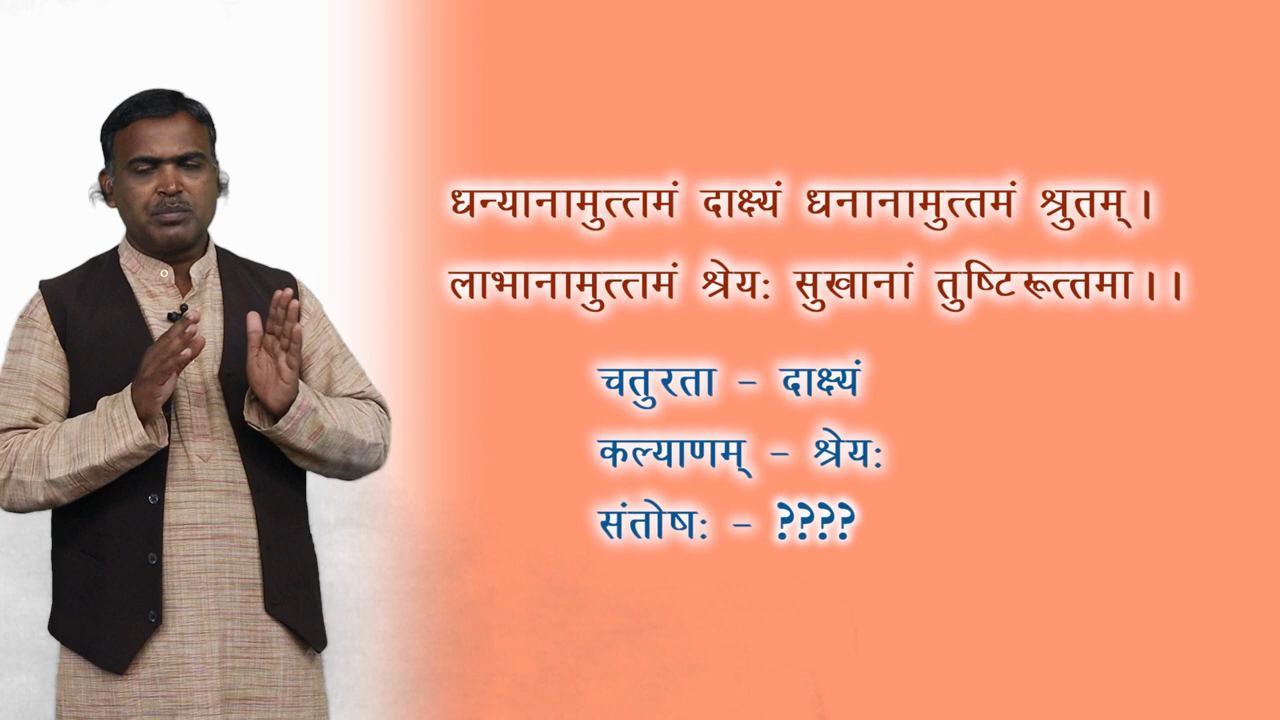 धन्यानामुत्तमं दाक्ष्यं धनानामुत्तमं श्रुतम् ।
लाभानामुत्तमं श्रेयः सुखानां तुष्टिरूत्तमा । ।
चतुरता - दाक्ष्यं
कल्याणम् - श्रेयः
संतोषः - ????